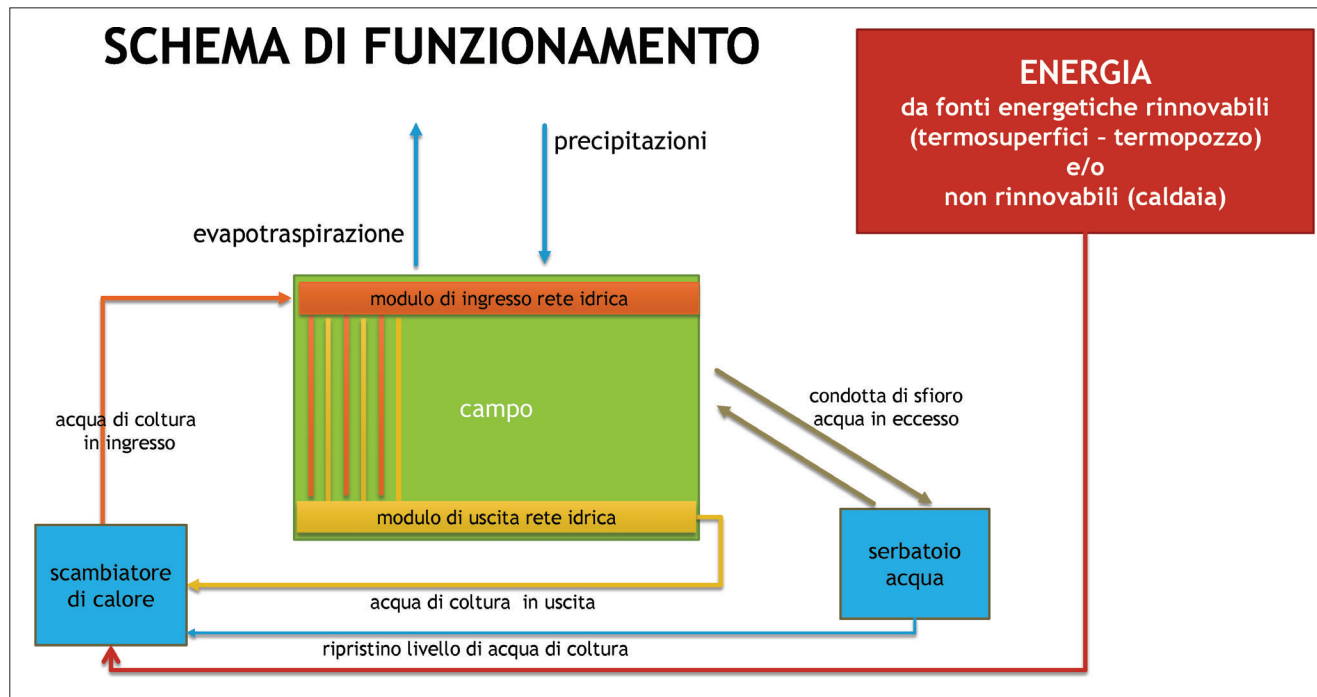 SCHEMA DI FUNZIONAMENTO
ENERGIA
da fonti energetiche rinnovabili
(termosuperfici - termopozzo)
e/o
non rinnovabili (caldaia)
precipitazioni
evapotraspirazione
modulo di ingresso rete idrica
campo
condotta di sfioro
acqua in eccesso
acqua di coltura
in ingresso
modulo di uscita rete idrica
serbatoio
acqua
scambiatore
di calore
acqua di coltura in uscita
ripristino livello di acqua di coltura